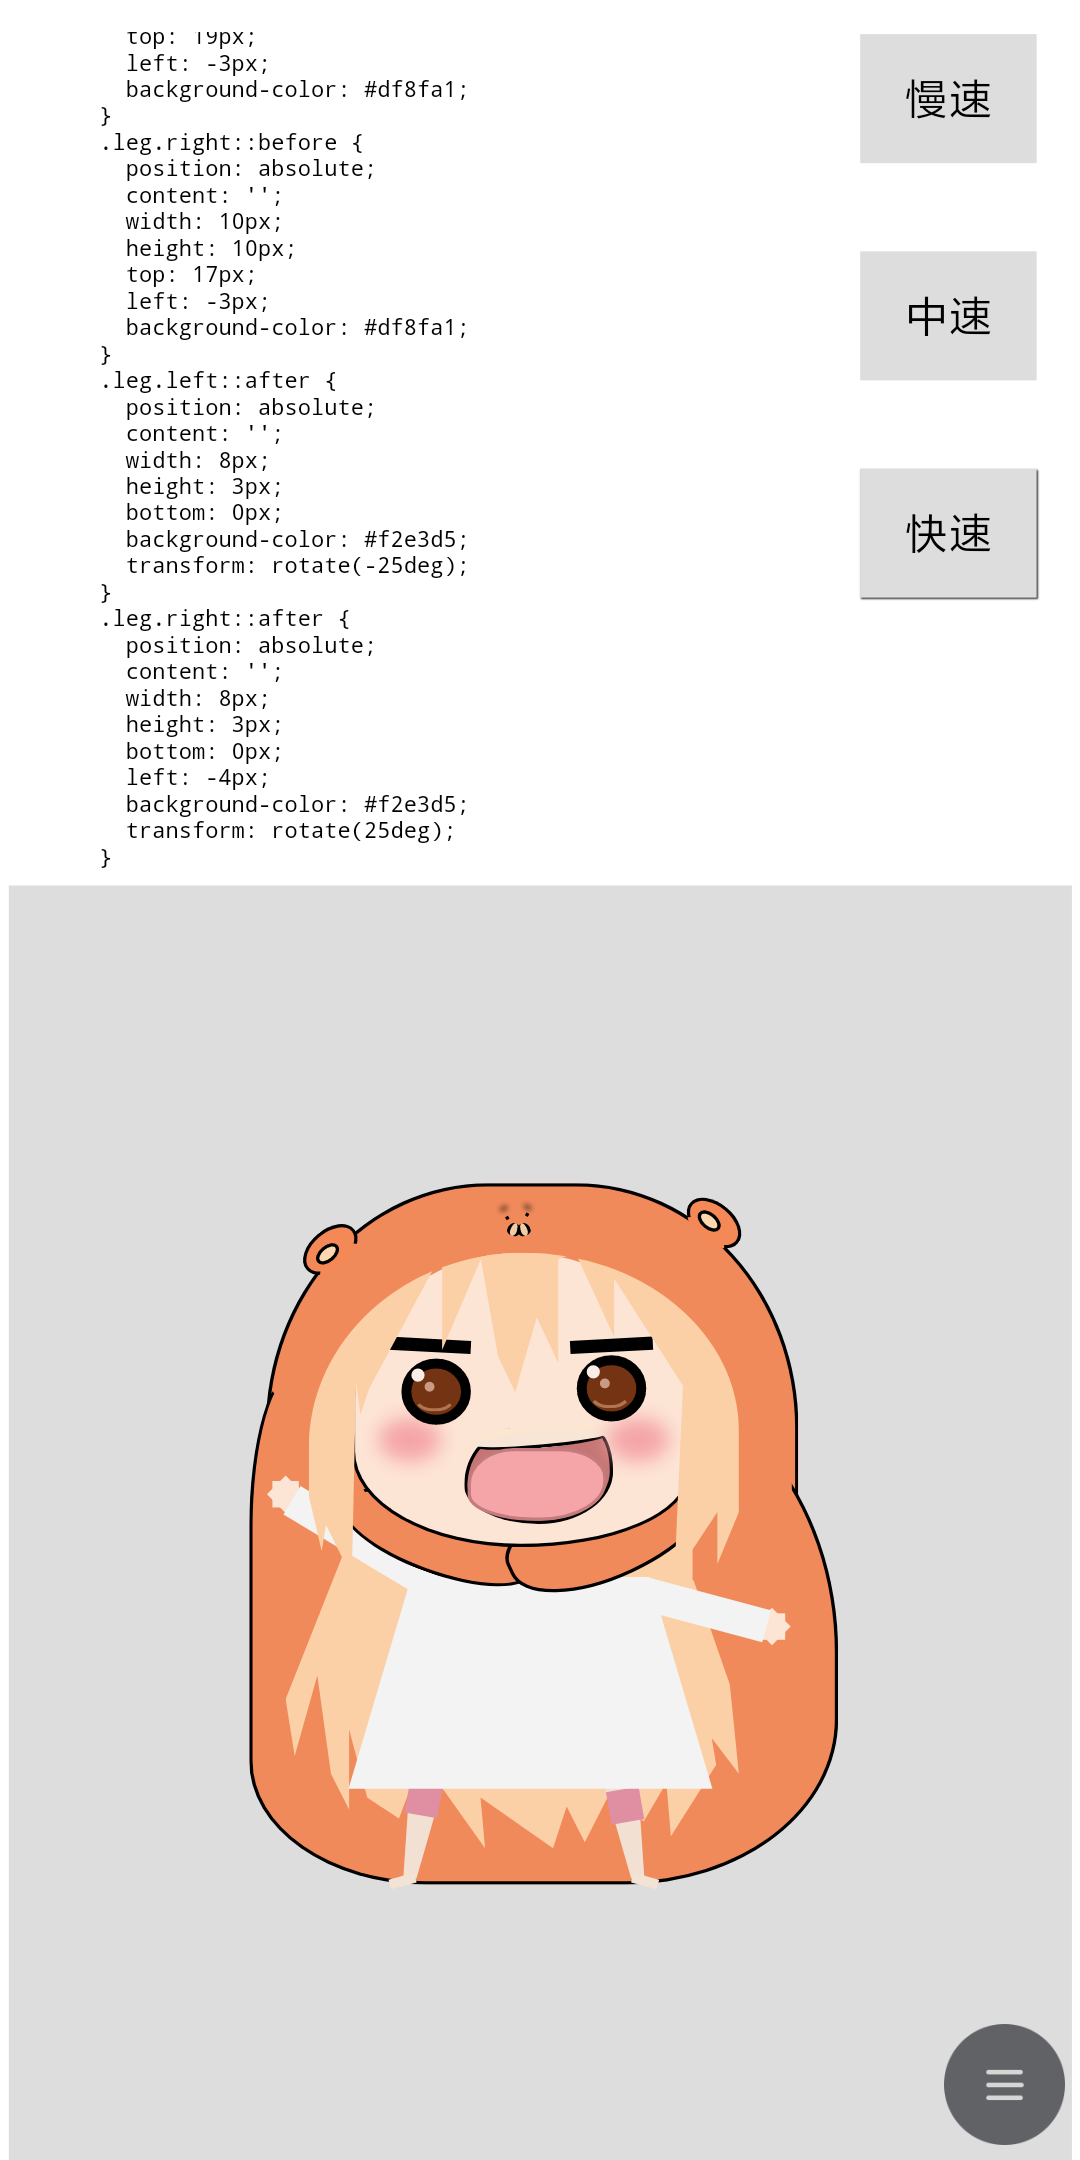 top: 19px;
left: -3px;
background-color: #df8fa1;
}
.leg.right::before {
position: absolute;
content: '';
width: 10px;
height: 10px;
top: 17px;
left: -3px;
background-color: #df8fa1;
}
.leg.left::after {
position: absolute;
content: '';
width: 8px;
height: 3px;
bottom: 0px;
background-color: #f2e3d5;
transform: rotate(-25deg);
}
.leg.right::after {
position: absolute;
content: '';
width: 8px;
height: 3px;
bottom: 0px;
left: -4px;
background-color: #f2e3d5;
transform: rotate(25deg);
}
慢速
中速
快速